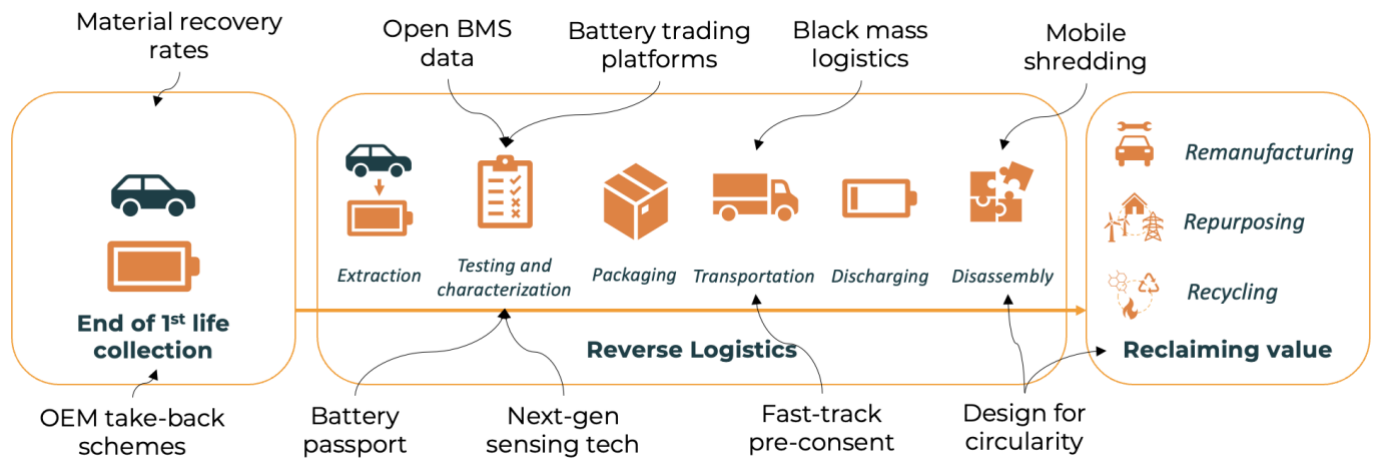 Material recovery
rates
Open BMS
data
Battery trading
platforms
Black mass
logistics
Mobile
shredding
End of 1st life
collection
Extraction
Testing and
characterization
Packaging
Transportation
Discharging
Disassembly
Reverse Logistics
Remanufacturing
Repurposing
Recycling
Reclaiming value
OEM take-back
schemes
Battery
passport
Next-gen
sensing tech
Fast-track
pre-consent
Design for
circularity